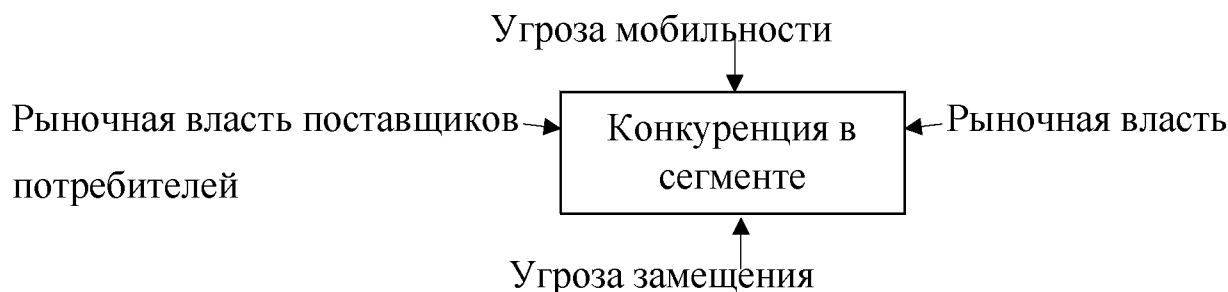 Угроза мобильности
Рыночная власть поставщиков
Конкуренция в
сегменте
Рыночная власть
потребителей
Угроза замещения